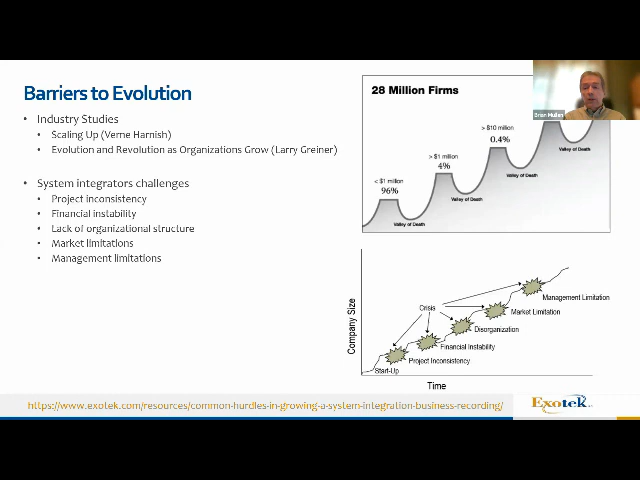 Barriers to Evolution
• Industry Studies
• Scaling Up (Verne Harnish)
• Evolution and Revolution as Organizations Grow (Larry Greiner)
• System integrators challenges
• Project inconsistency
• Financial instability
• Lack of organizational structure
• Market limitations
• Management limitations
28 Million Firms
Brian Mullen
> $10 million
0.4%
> $1 million
4%
< $1 million
96%
Valley of Death
Valley of Death
Valley of Death
Valley of Death
Company Size
Crisis
Management Limitation
Market Limitation
Disorganization
Financial Instability
Project Inconsistency
Start-Up
Time
https://www.exotek.com/resources/common-hurdles-in-growing-a-system-integration-business-recording/
Exotek